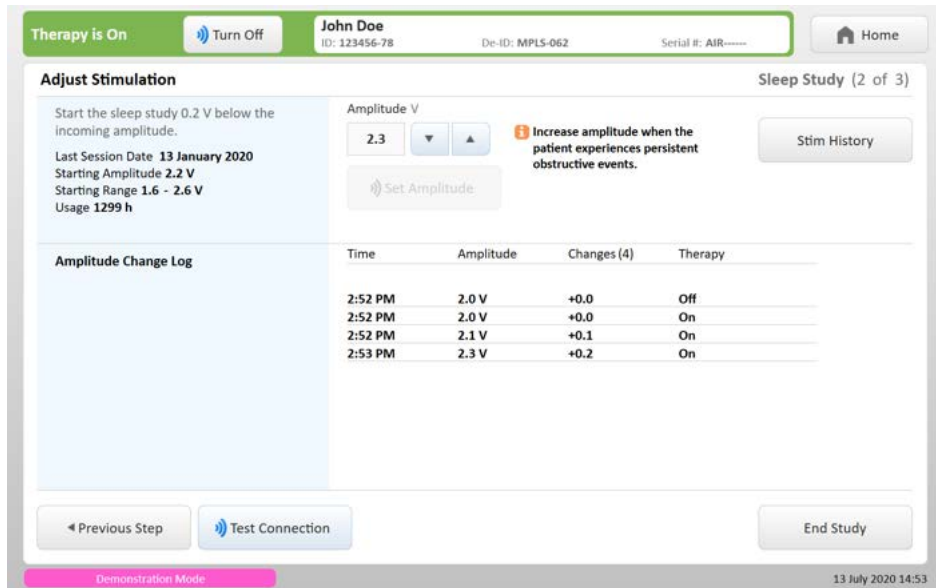 Therapy is On
Turn Off
John Doe
ID: 123456-78 De-ID: MPLS-062 Serial #: AIR------
Home
Adjust Stimulation
Sleep Study (2 of 3)
Start the sleep study 0.2 V below the
incoming amplitude.
Last Session Date 13 January 2020
Starting Amplitude 2.2 V
Starting Range 1.6 - 2.6 V
Usage 1299 h
Amplitude V
2.3
Set Amplitude
Increase amplitude when the
patient experiences persistent
obstructive events.
Stim History
Amplitude Change Log
Time Amplitude Changes (4) Therapy
2:52 PM 2.0 V +0.0 Off
2:52 PM 2.0 V +0.0 On
2:52 PM 2.1 V +0.1 On
2:53 PM 2.3 V +0.2 On
Previous Step
Test Connection
End Study
Demonstration Mode
13 July 2020 14:53